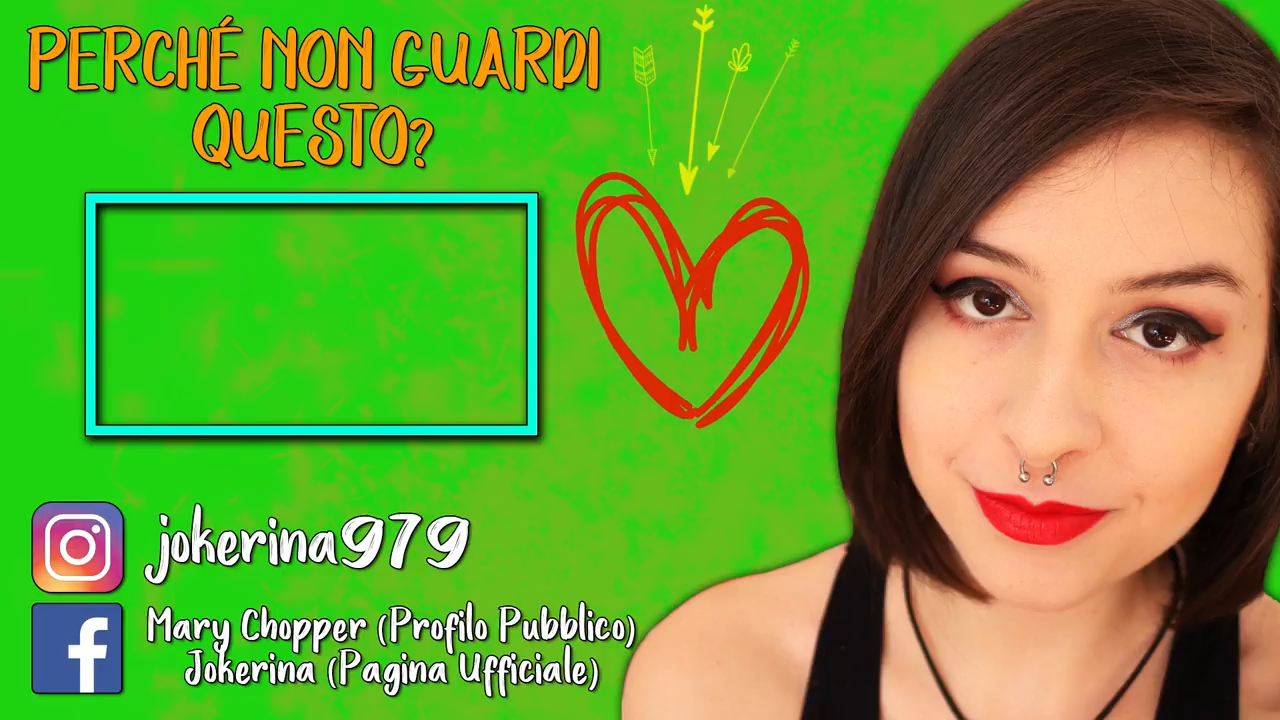 PERCHÉ NON GUARDI
QUESTO?
jokerina979
Mary Chopper (Profilo Pubblico)
Jokerina (Pagina Ufficiale)